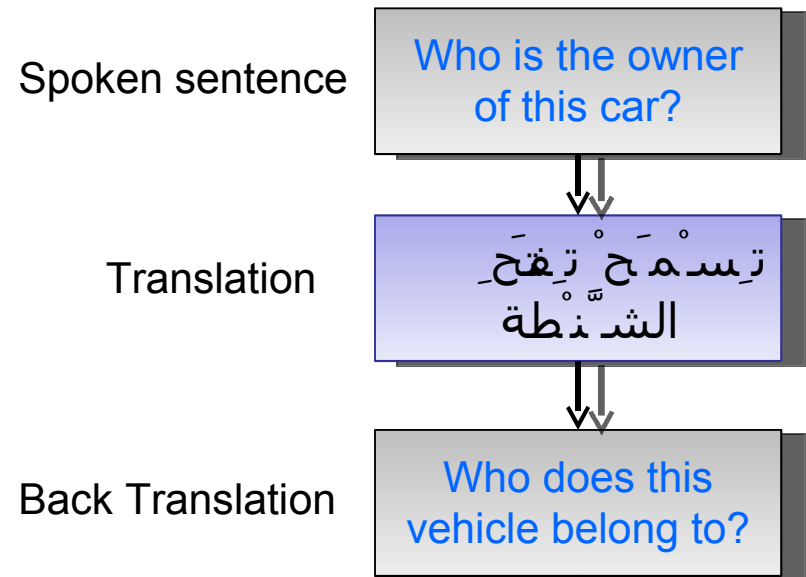 Spoken sentence
Who is the owner
of this car?
Translation
تِسْمَحْ تِفتَحِ
الشَّنْطة
Back Translation
Who does this
vehicle belong to?